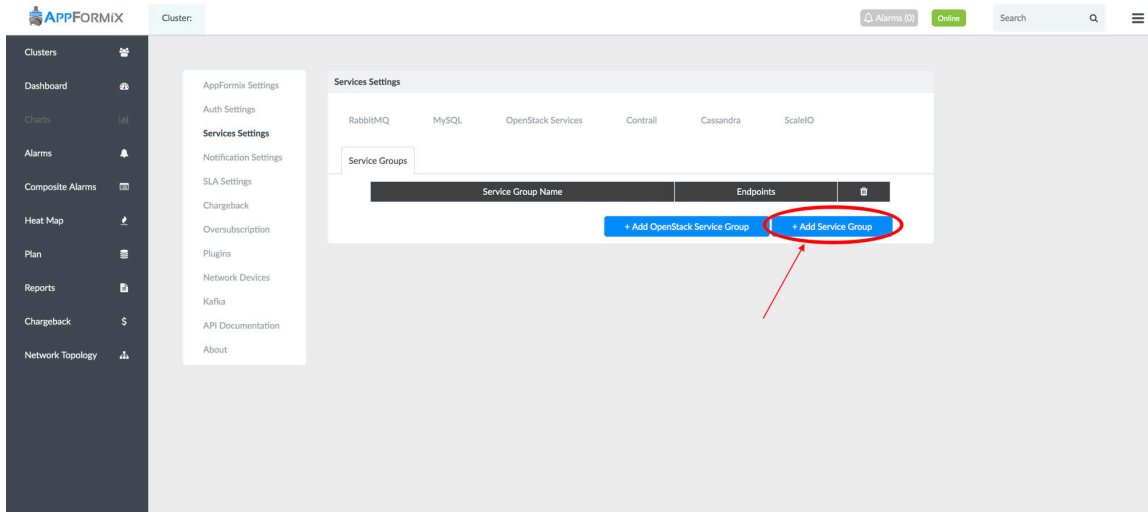 APPFORMIX
Cluster:
Alarms (0)
Online
Search
Clusters
Dashboard
Charts
Alarms
Composite Alarms
Heat Map
Plan
Reports
Chargeback
Network Topology
AppFormix Settings
Auth Settings
Services Settings
Notification Settings
SLA Settings
Chargeback
Oversubscription
Plugins
Network Devices
Kafka
API Documentation
About
Services Settings
RabbitMQ MySQL OpenStack Services Contrail Cassandra ScaleIO
Service Groups
Service Group Name Endpoints
+ Add OpenStack Service Group + Add Service Group